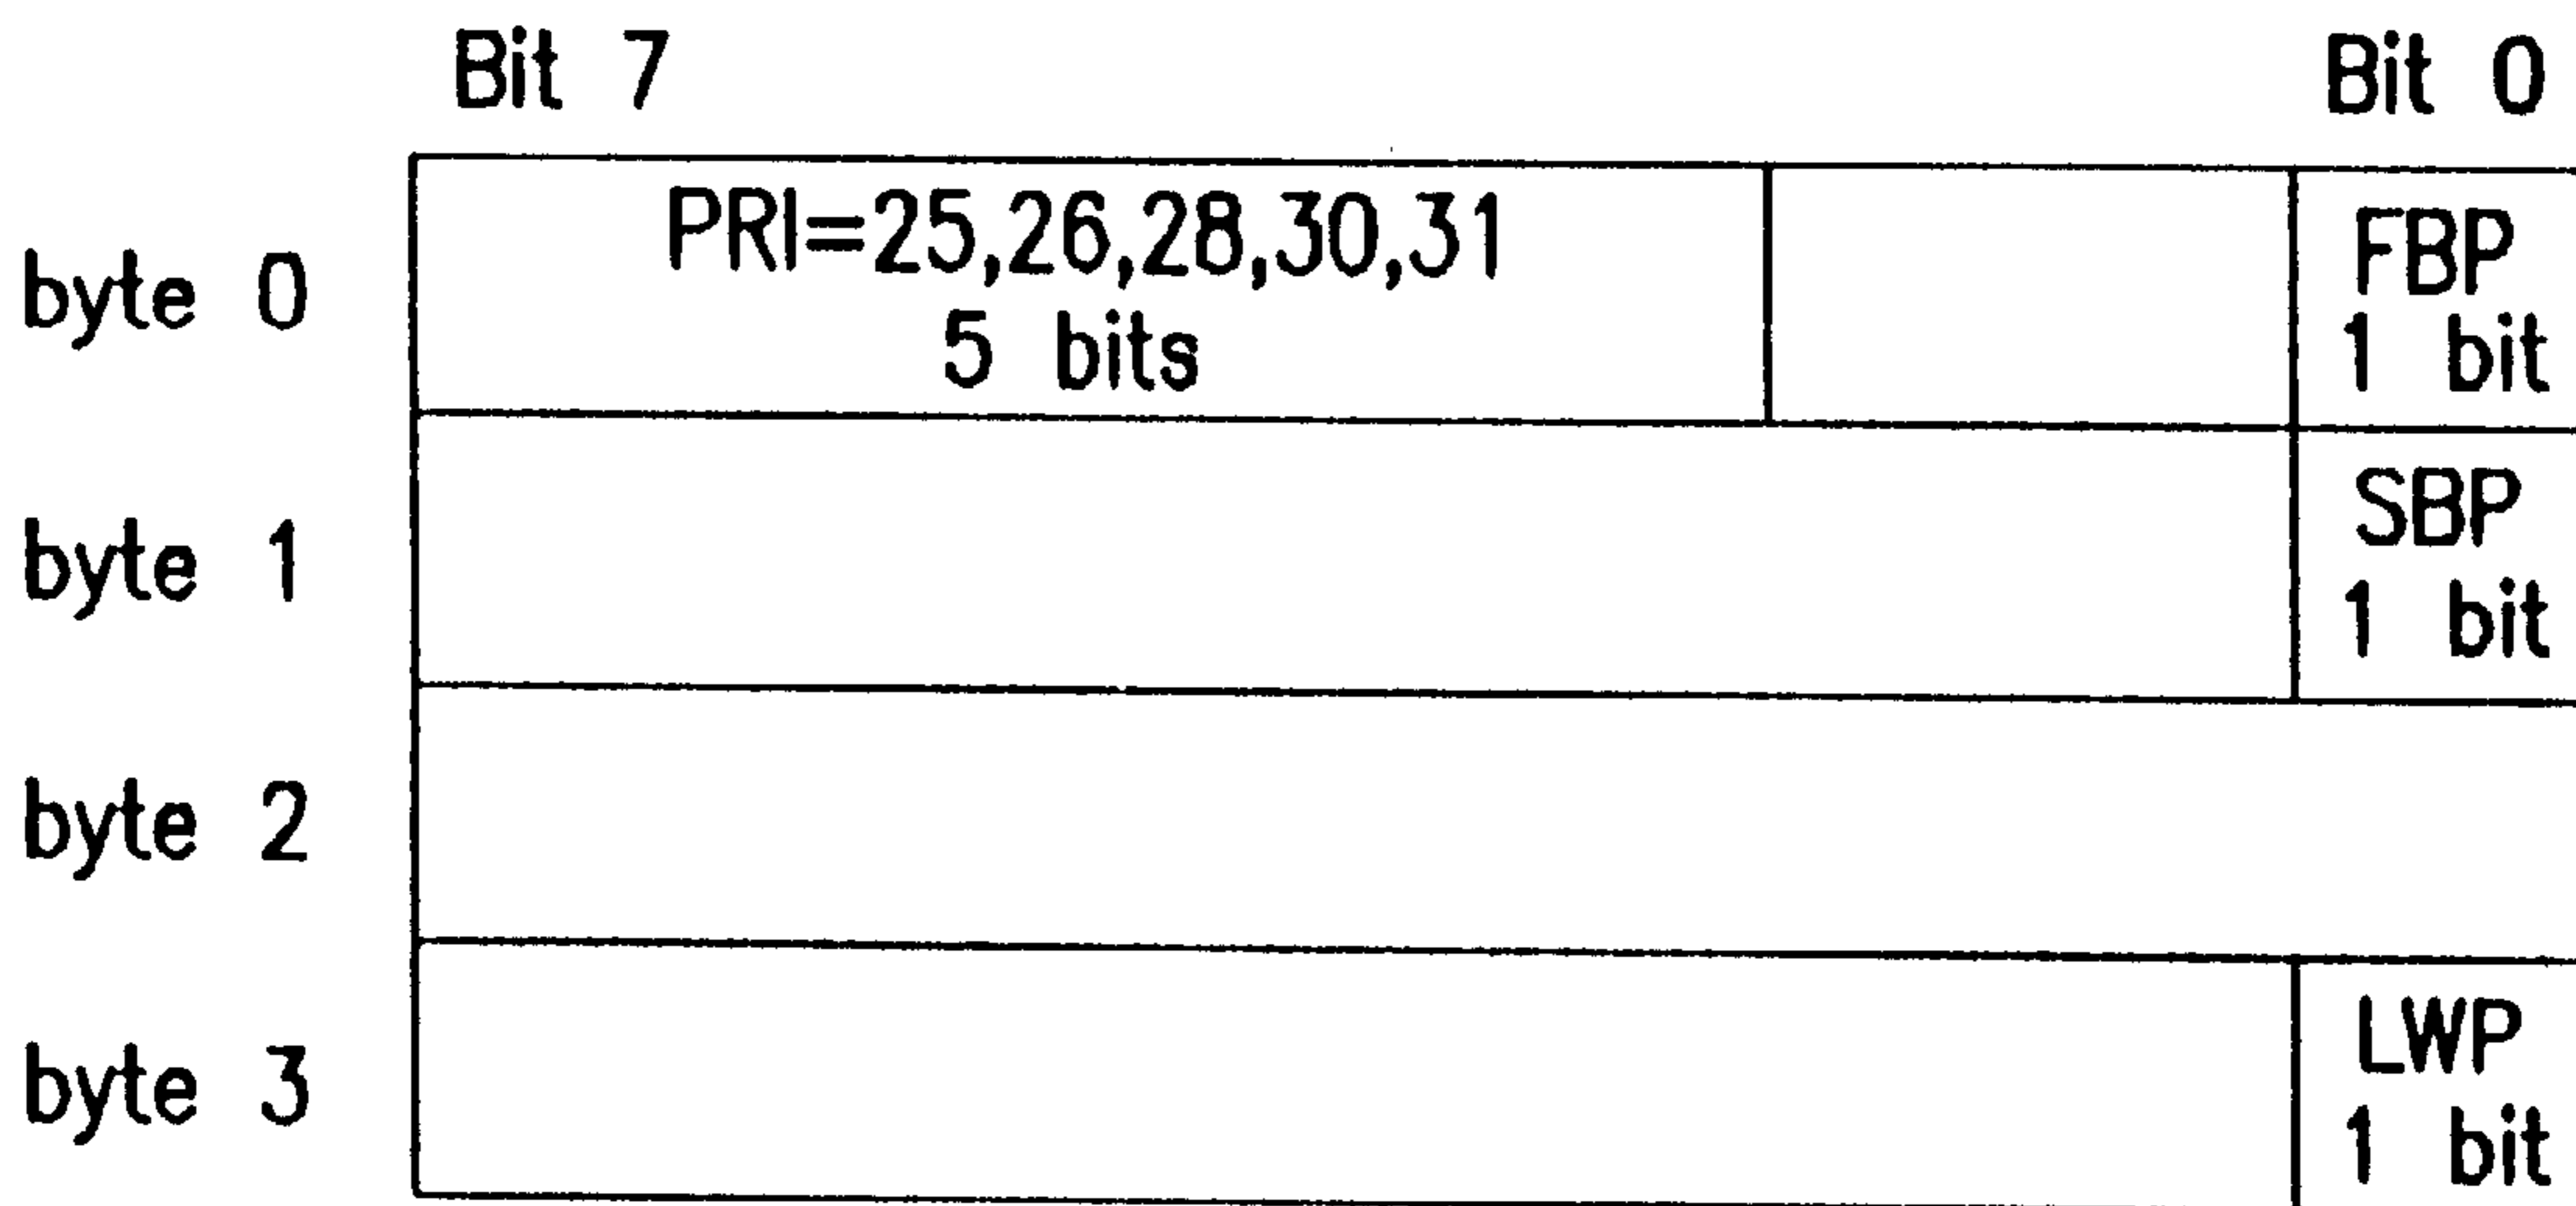 Bit 7 Bit 0
byte 0 PRI=25,26,28,30,31 FBP
5 bits 1 bit
byte 1 SBP
1 bit
byte 2
byte 3 LWP
1 bit